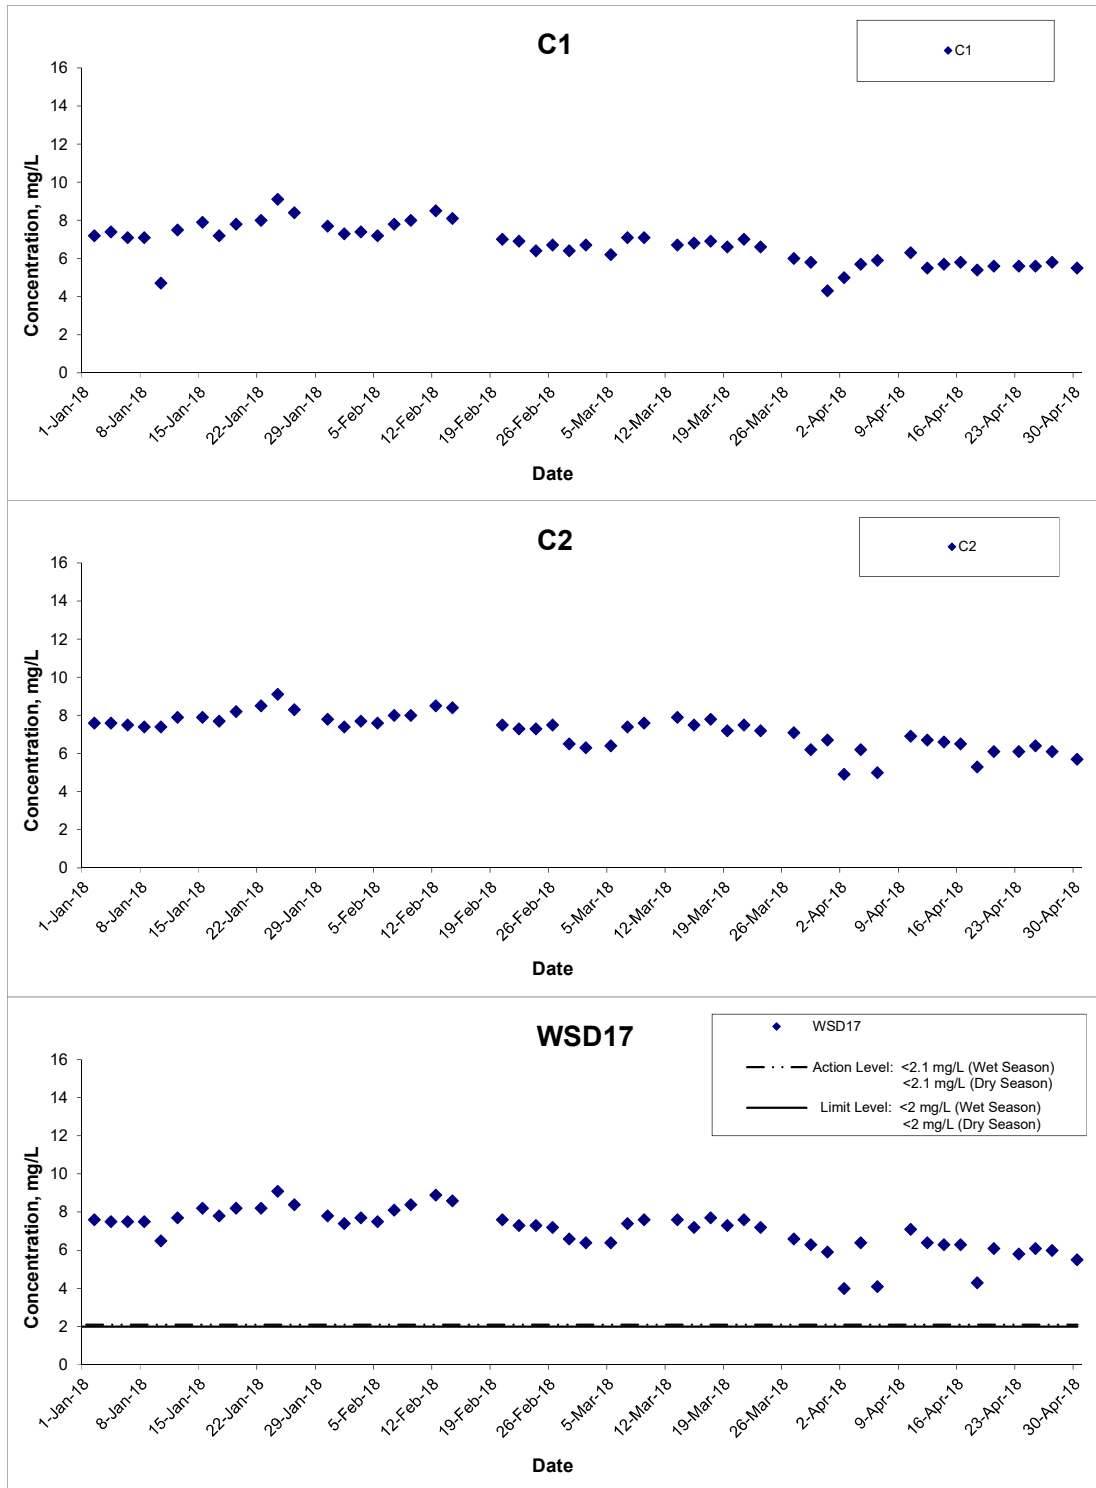 C1
C1
16
14
12
10
8
6
4
2
0
Concentration, mg/L
1-Jan-18
8-Jan-18
15-Jan-18
22-Jan-18
29-Jan-18
5-Feb-18
12-Feb-18
19-Feb-18
26-Feb-18
5-Mar-18
12-Mar-18
19-Mar-18
26-Mar-18
2-Apr-18
9-Apr-18
16-Apr-18
23-Apr-18
30-Apr-18
Date
C2
C2
16
14
12
10
8
6
4
2
0
Concentration, mg/L
1-Jan-18
8-Jan-18
15-Jan-18
22-Jan-18
29-Jan-18
5-Feb-18
12-Feb-18
19-Feb-18
26-Feb-18
5-Mar-18
12-Mar-18
19-Mar-18
26-Mar-18
2-Apr-18
9-Apr-18
16-Apr-18
23-Apr-18
30-Apr-18
Date
WSD17
WSD17
Action Level: <2.1 mg/L (Wet Season)
<2.1 mg/L (Dry Season)
Limit Level: <2 mg/L (Wet Season)
<2 mg/L (Dry Season)
16
14
12
10
8
6
4
2
0
Concentration, mg/L
1-Jan-18
8-Jan-18
15-Jan-18
22-Jan-18
29-Jan-18
5-Feb-18
12-Feb-18
19-Feb-18
26-Feb-18
5-Mar-18
12-Mar-18
19-Mar-18
26-Mar-18
2-Apr-18
9-Apr-18
16-Apr-18
23-Apr-18
30-Apr-18
Date